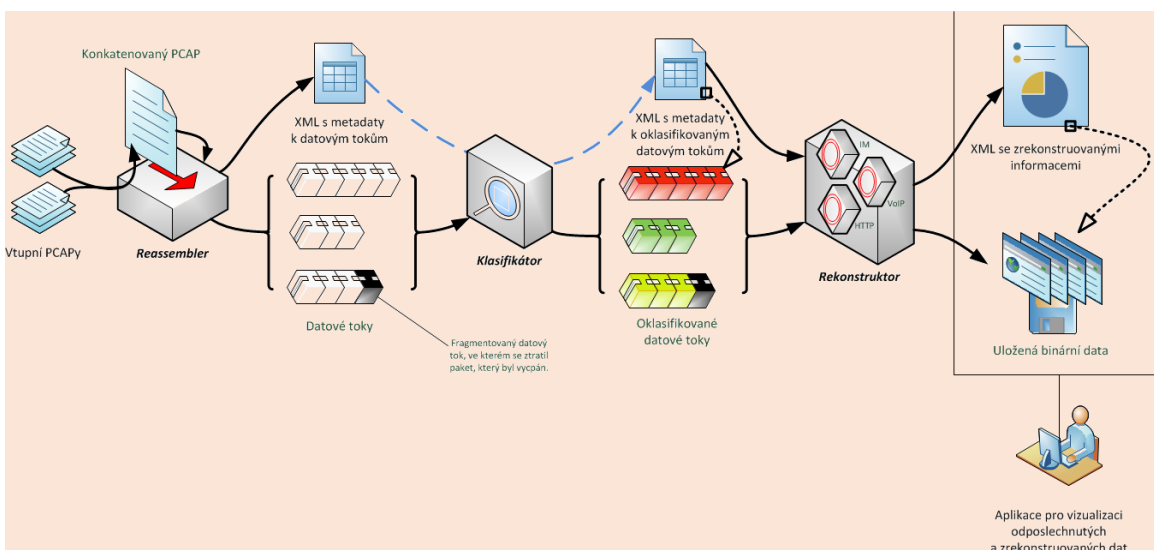 Konkatenovaný PCAP
Vtupní PCAPy
Reassembler
XML s metadaty
k datovým tokům
Datové toky
Fragmentovaný datový
tok, ve kterém se ztratil
paket, který byl vycpán.
Klasifikátor
XML s metadaty
k oklasifikovaným
datovým tokům
Oklasifikované
datové toky
IM
VoIP
HTTP
Rekonstruktor
XML se zrekonstruovanými
informacemi
Uložená binární data
Aplikace pro vizualizaci
odposlechnutých
a zrekonstruovaných dat